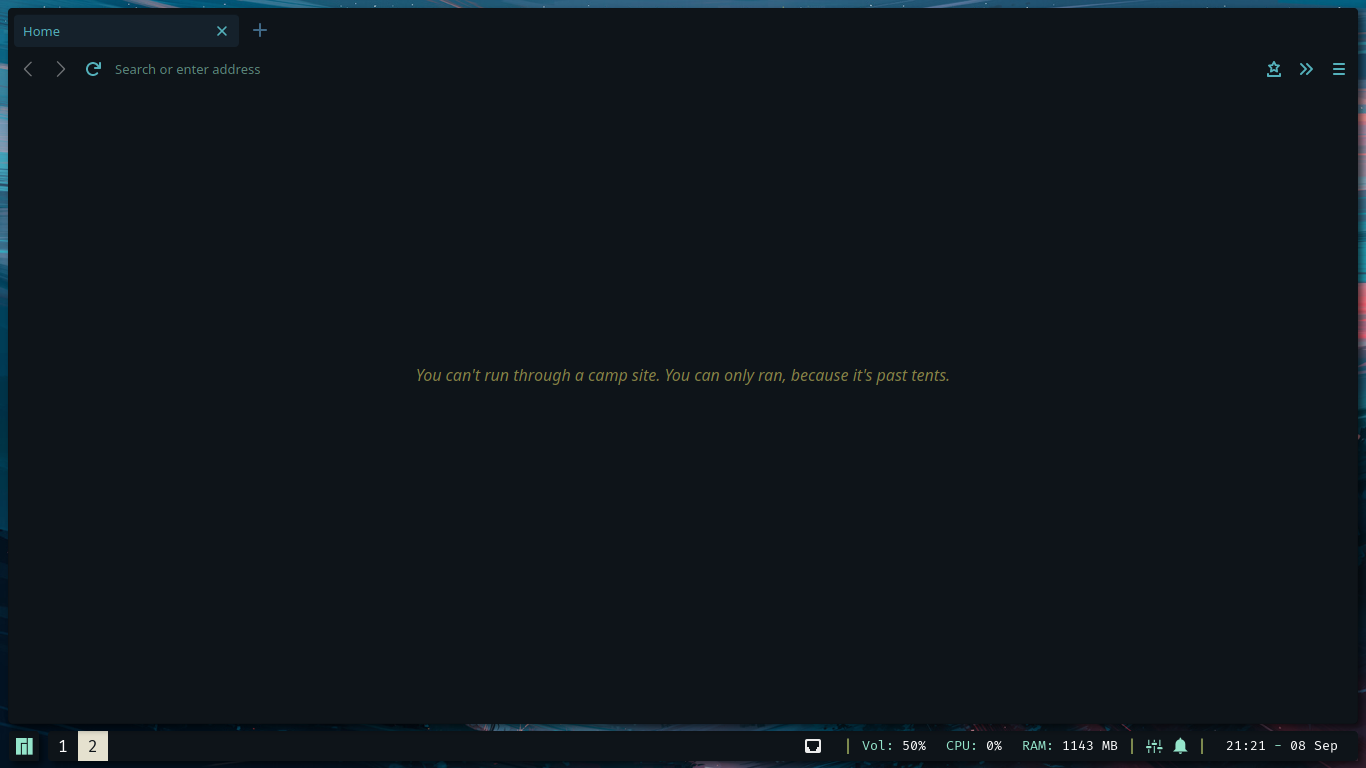 Home
Search or enter address
You can't run through a camp site. You can only ran, because it's past tents.
1 2 | Vol: 50% CPU: 0% RAM: 1143 MB | | 21:21 - 08 Sep